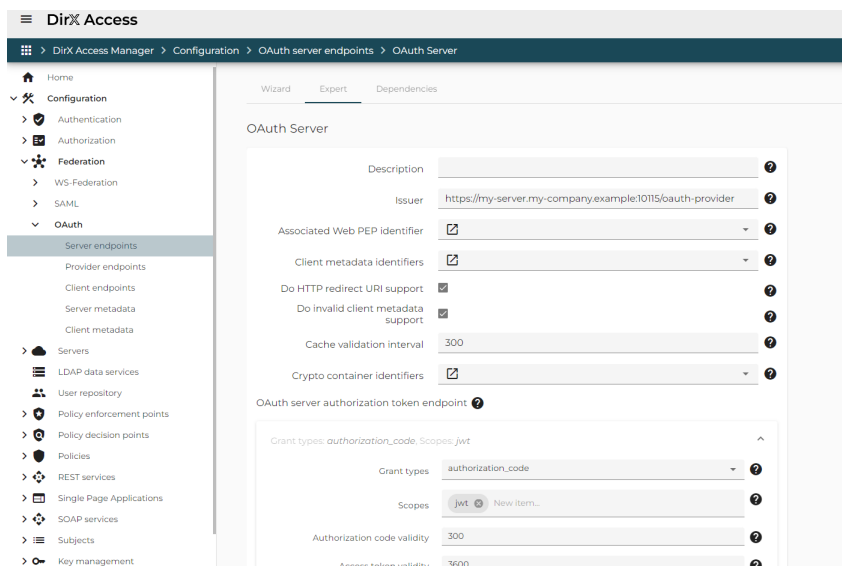 DirX Access
> DirX Access Manager > Configuration > OAuth server endpoints > OAuth Server
Home
Configuration
Authentication
Authorization
Federation
WS-Federation
SAML
OAuth
Server endpoints
Provider endpoints
Client endpoints
Server metadata
Client metadata
Servers
LDAP data services
User repository
Policy enforcement points
Policy decision points
Policies
REST services
Single Page Applications
SOAP services
Subjects
Key management
Wizard Expert Dependencies
OAuth Server
Description
Issuer https://my-server.my-company.example:10115/oauth-provider
Associated Web PEP identifier
Client metadata identifiers
Do HTTP redirect URI support
Do invalid client metadata
support
Cache validation interval 300
Crypto container identifiers
OAuth server authorization token endpoint
Grant types: authorization_code. Scopes: jwt
Grant types authorization_code
Scopes jwt New item...
Authorization code validity 300
Access token validity 3600